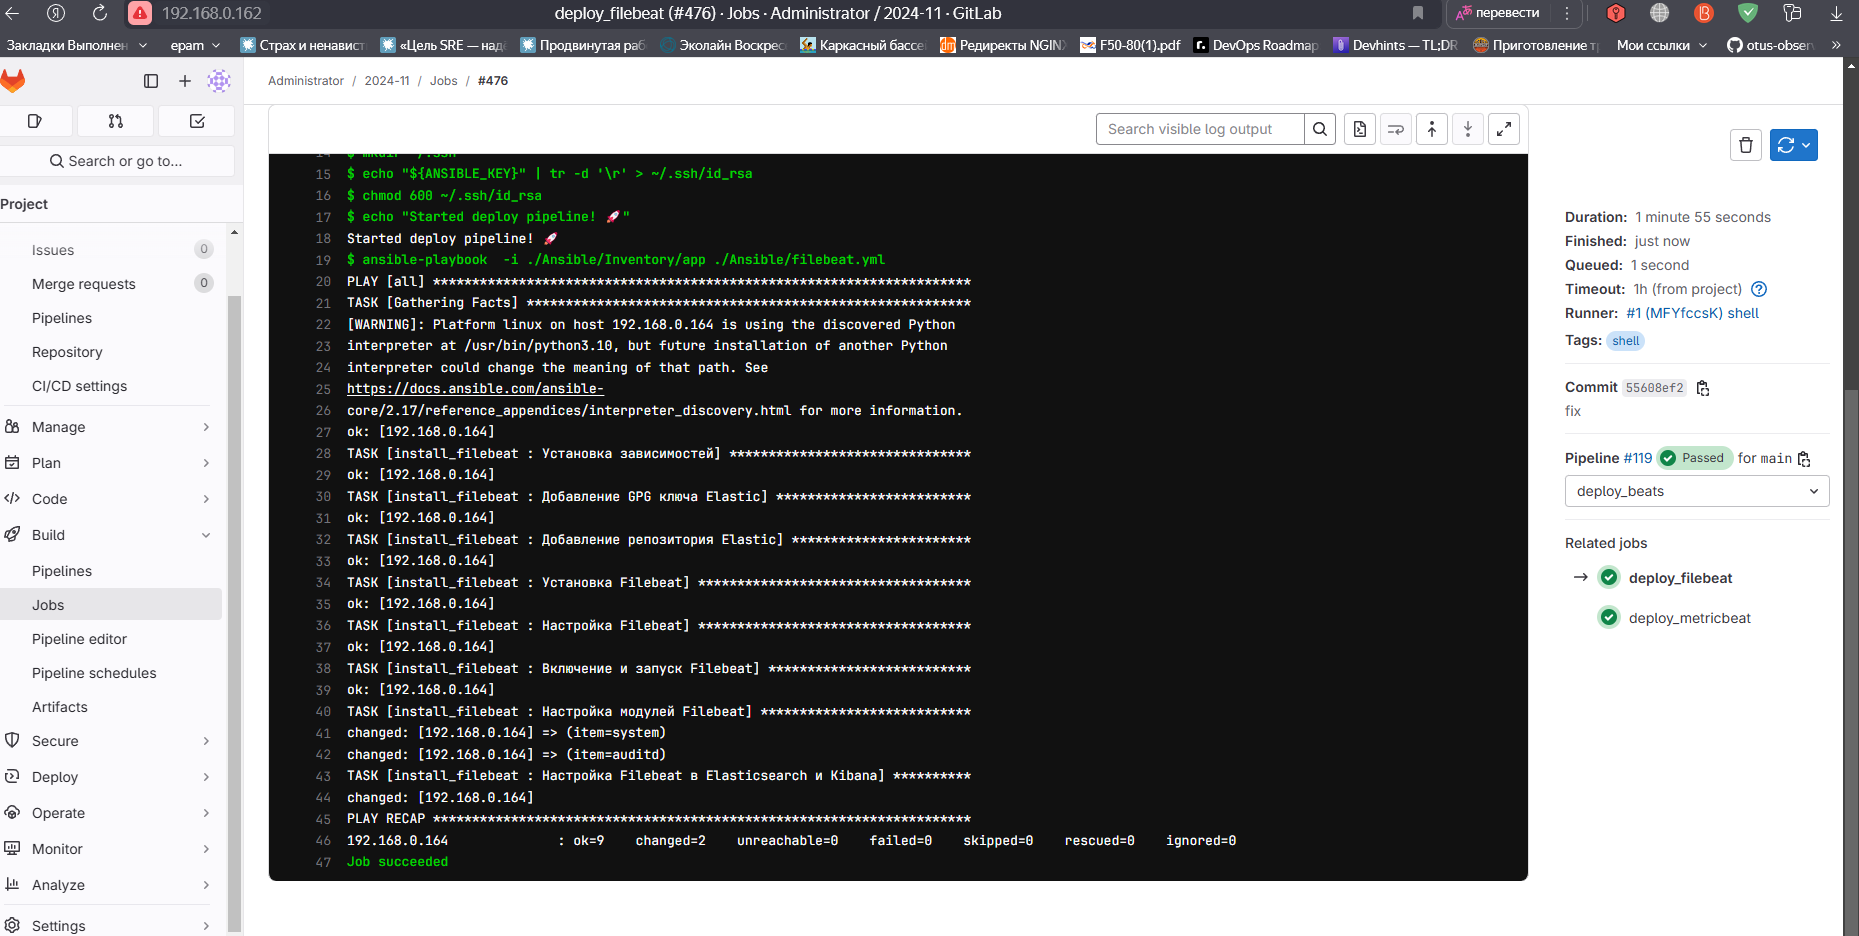 192.168.0.162
deploy_filebeat (#476) · Jobs · Administrator / 2024-11 · GitLab
перевести
Закладки Выполнен
epam
Страх и ненавист
«Цель SRE — над
Продвинутая раб
Эколайн Воскрес
Каркасный бассе
Редиректы NGIN
F50-80(1).pdf
DevOps Roadmap
Devhints — TL;DR
Приготовление т
Мои ссылки
otus-obser
»
Administrator / 2024-11 / Jobs / #476
Search or go to...
Project
Issues 0
Merge requests 0
Pipelines
Repository
CI/CD settings
Manage
Plan
Code
Build
Pipelines
Jobs
Pipeline editor
Pipeline schedules
Artifacts
Secure
Deploy
Operate
Monitor
Analyze
Settings
Search visible log output
14 $ mkdir ~/.ssh
15 $ echo "${ANSIBLE_KEY}" | tr -d '\r' > ~/.ssh/id_rsa
16 $ chmod 600 ~/.ssh/id_rsa
17 $ echo "Started deploy pipeline! 🚀"
18 Started deploy pipeline! 🚀
19 $ ansible-playbook  -i ./Ansible/Inventory/app ./Ansible/filebeat.yml
20 PLAY [all] *********************************************************************
21 TASK [Gathering Facts] *********************************************************
22 [WARNING]: Platform linux on host 192.168.0.164 is using the discovered Python
23 interpreter at /usr/bin/python3.10, but future installation of another Python
24 interpreter could change the meaning of that path. See
25 https://docs.ansible.com/ansible-
26 core/2.17/reference_appendices/interpreter_discovery.html for more information.
27 ok: [192.168.0.164]
28 TASK [install_filebeat : Установка зависимостей] *******************************
29 ok: [192.168.0.164]
30 TASK [install_filebeat : Добавление GPG ключа Elastic] *************************
31 ok: [192.168.0.164]
32 TASK [install_filebeat : Добавление репозитория Elastic] ***********************
33 ok: [192.168.0.164]
34 TASK [install_filebeat : Установка Filebeat] ***********************************
35 ok: [192.168.0.164]
36 TASK [install_filebeat : Настройка Filebeat] ***********************************
37 ok: [192.168.0.164]
38 TASK [install_filebeat : Включение и запуск Filebeat] **************************
39 ok: [192.168.0.164]
40 TASK [install_filebeat : Настройка модулей Filebeat] ***************************
41 changed: [192.168.0.164] => (item=system)
42 changed: [192.168.0.164] => (item=auditd)
43 TASK [install_filebeat : Настройка Filebeat в Elasticsearch и Kibana] **********
44 changed: [192.168.0.164]
45 PLAY RECAP *********************************************************************
46 192.168.0.164              : ok=9    changed=2    unreachable=0    failed=0    skipped=0    rescued=0    ignored=0
47 Job succeeded
Duration: 1 minute 55 seconds
Finished: just now
Queued: 1 second
Timeout: 1h (from project)
Runner: #1 (MFYfccsK) shell
Tags: shell
Commit 55608ef2
fix
Pipeline #119 Passed for main
deploy_beats
Related jobs
deploy_filebeat
deploy_metricbeat